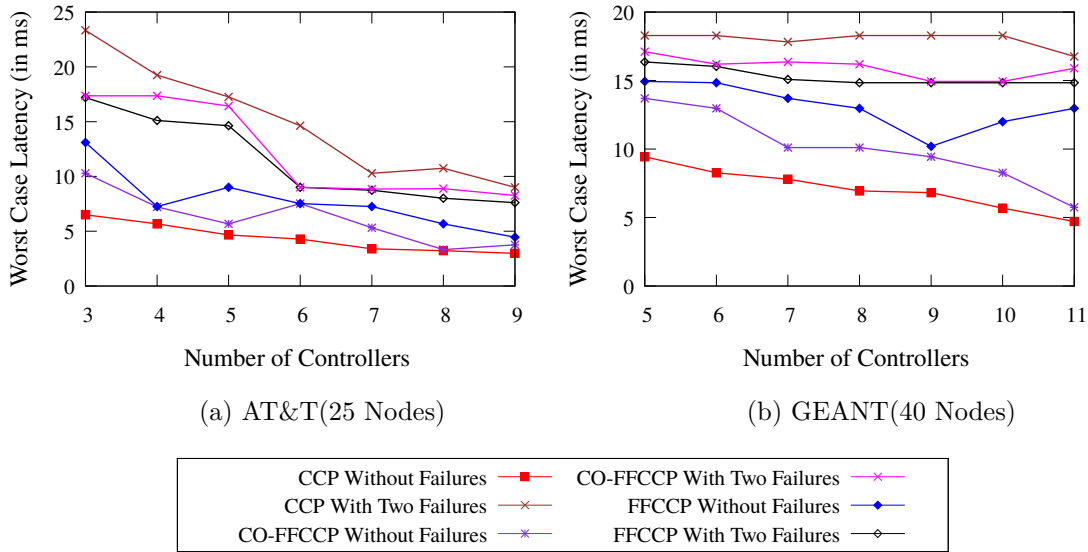 Worst Case Latency (in ms)
25
20
15
10
5
0
3 4 5 6 7 8 9
Number of Controllers
(a) AT&T(25 Nodes)
Worst Case Latency (in ms)
20
15
10
5
0
5 6 7 8 9 10 11
Number of Controllers
(b) GEANT(40 Nodes)
CCP Without Failures
CCP With Two Failures
CO-FFCCP Without Failures
CO-FFCCP With Two Failures
FFCCP Without Failures
FFCCP With Two Failures